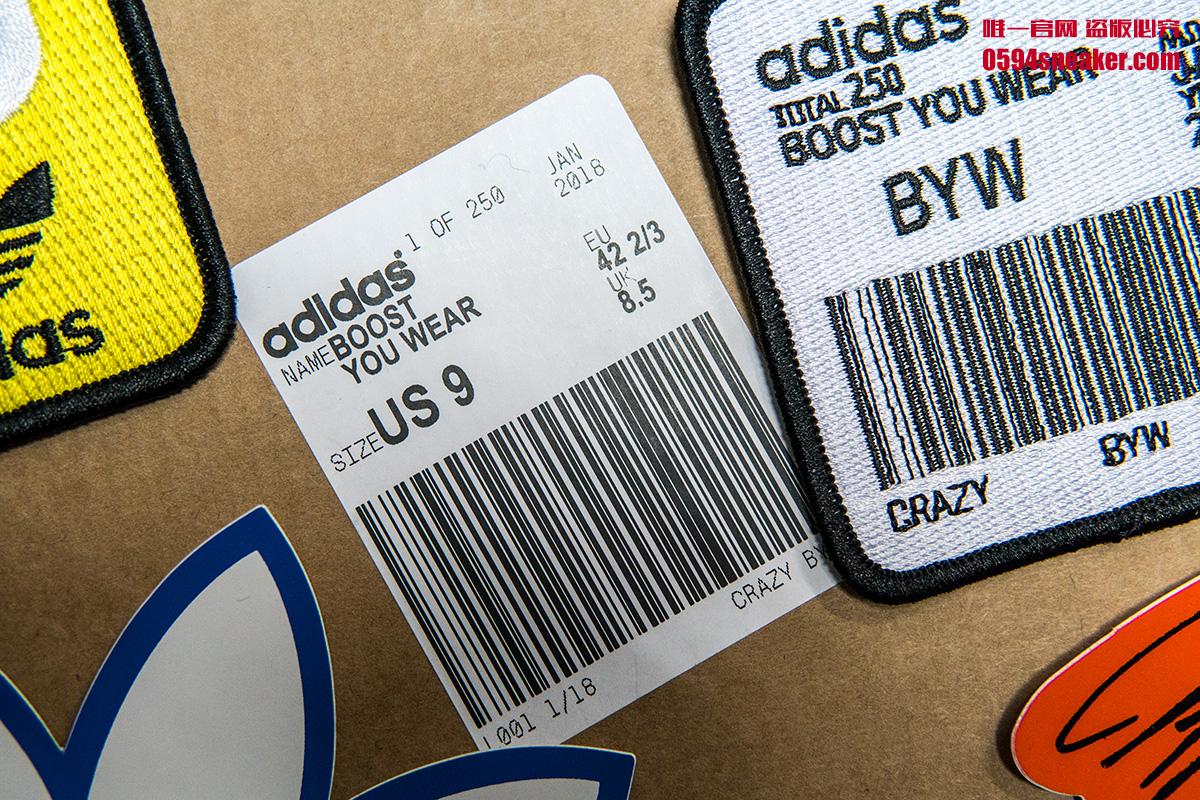 唯一官网 盗版必究
0594sneaker.com
adidas
TOTAL 250
BOOST YOU WEAR
BYW
CRAZY
BYW
1 OF 250
JAN
2018
adidas
NAME BOOST
YOU WEAR
EU
42 2/3
UK
8.5
SIZE US 9
CRAZY BY
L001 1/18
das